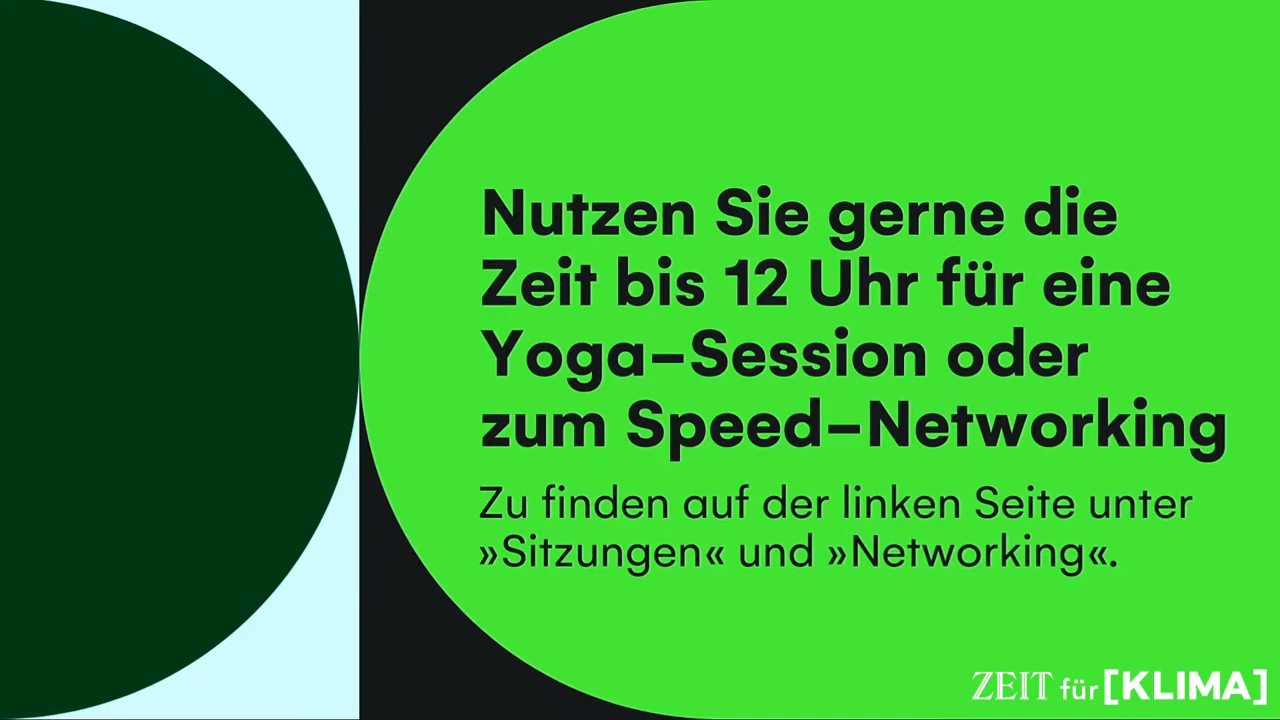 Nutzen Sie gerne die
Zeit bis 12 Uhr für eine
Yoga–Session oder
zum Speed–Networking
Zu finden auf der linken Seite unter
»Sitzungen« und »Networking«.
ZEIT für [KLIMA]